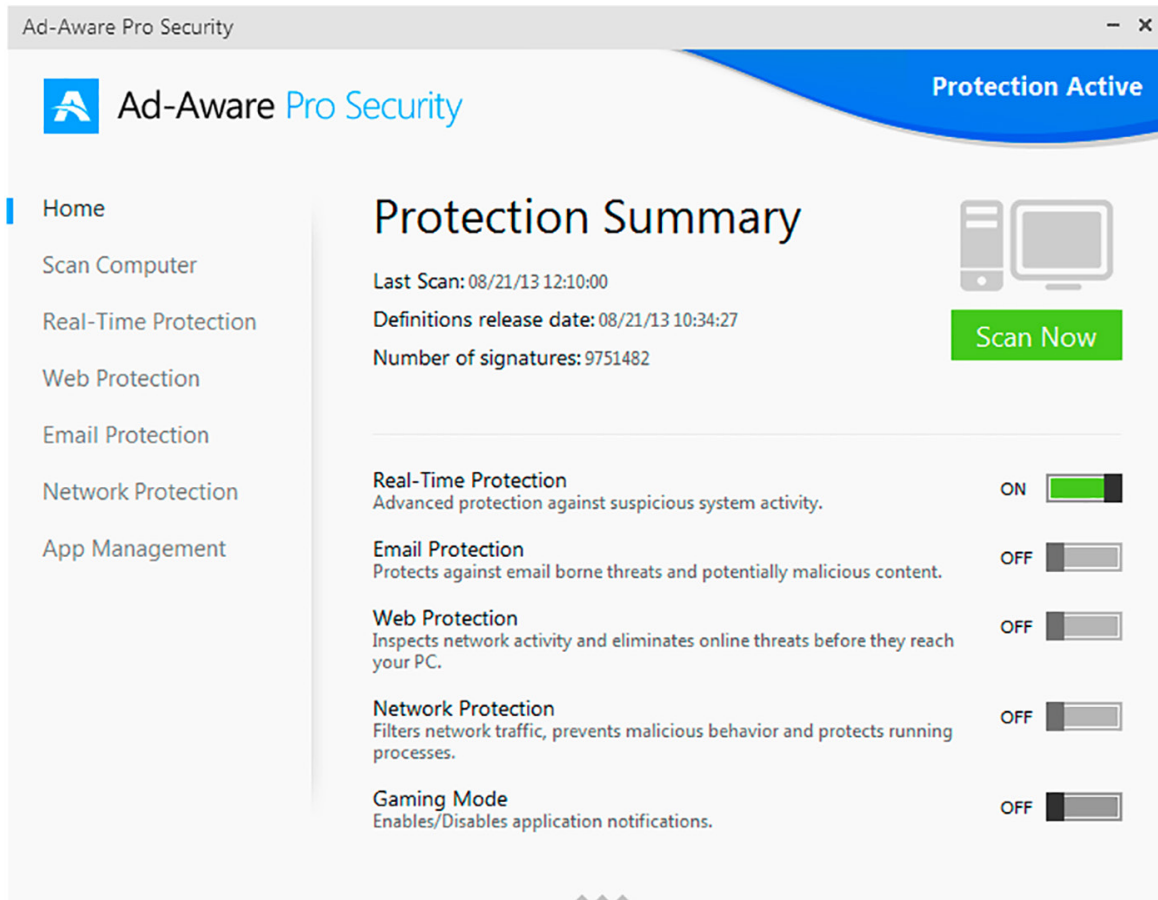 Ad-Aware Pro Security
Ad-Aware Pro Security
Protection Active
Home
Scan Computer
Real-Time Protection
Web Protection
Email Protection
Network Protection
App Management
Protection Summary
Last Scan: 08/21/13 12:10:00
Definitions release date: 08/21/13 10:34:27
Number of signatures: 9751482
Scan Now
Real-Time Protection
Advanced protection against suspicious system activity.
ON
Email Protection
Protects against email borne threats and potentially malicious content.
OFF
Web Protection
Inspects network activity and eliminates online threats before they reach
your PC.
OFF
Network Protection
Filters network traffic, prevents malicious behavior and protects running
processes.
OFF
Gaming Mode
Enables/Disables application notifications.
OFF